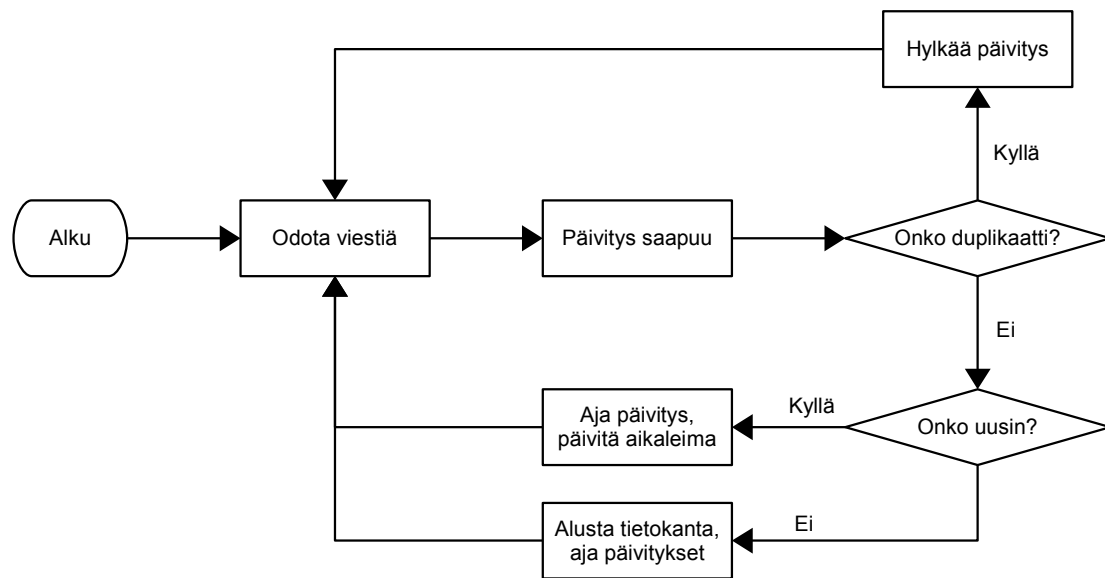 Hylkää päivitys
Kyllä
Alku
Odota viestiä
Päivitys saapuu
Onko duplikaatti?
Ei
Aja päivitys,
päivitä aikaleima
Kyllä
Onko uusin?
Alusta tietokanta,
aja päivitykset
Ei